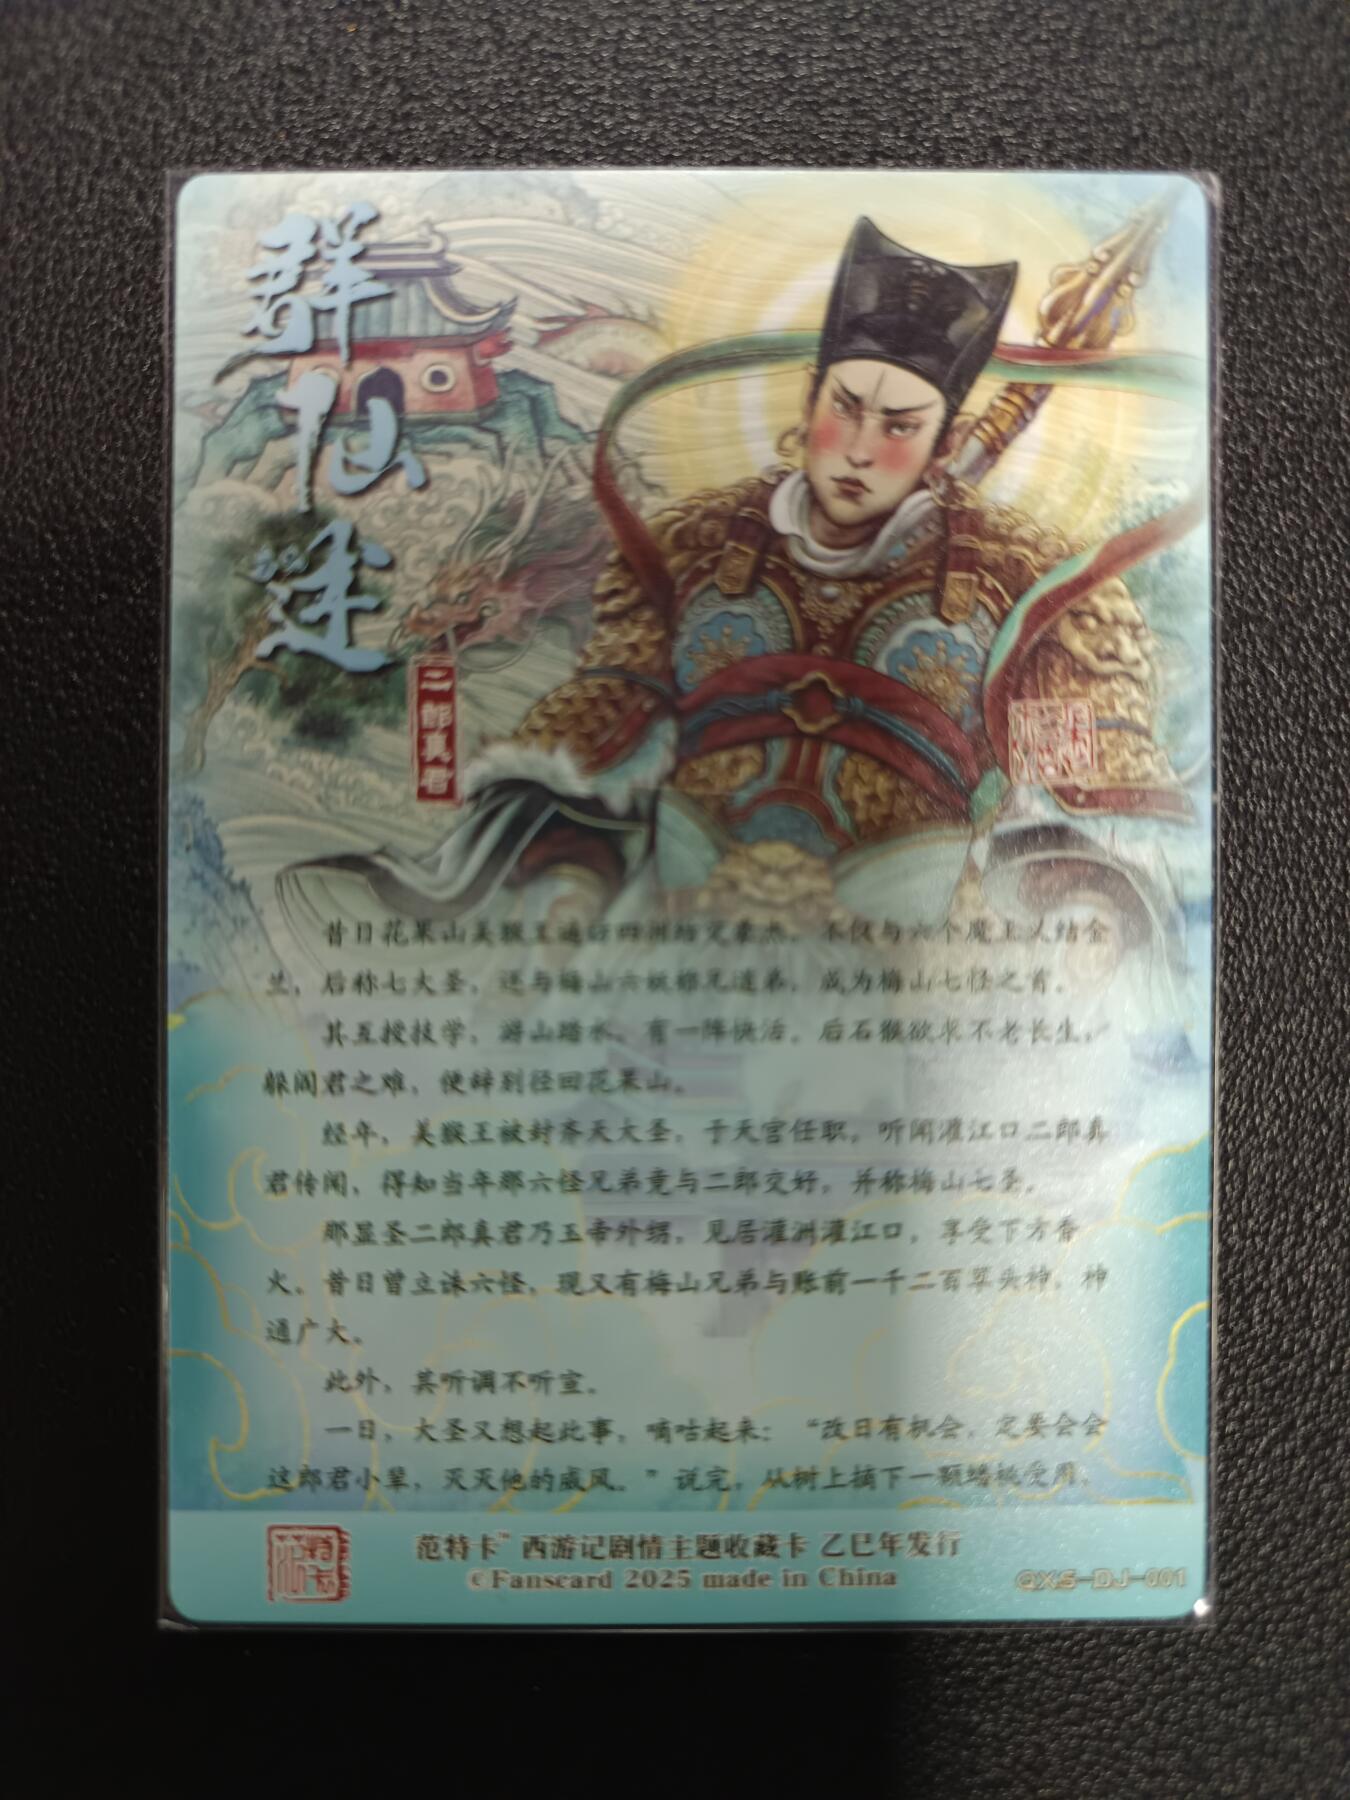 群仙述
二郎真君
昔日花果山美猴王遍访四洲结交豪杰，不仅与六个魔王义结金
兰，后称七大圣，还与梅山六妖称兄道弟，成为梅山七怪之首。
其互授技学，游山踏水，有一阵快活。后石猴欲求不老长生，
躲阎君之难，便辞别径回花果山。
经年，美猴王被封齐天大圣，于天宫任职，听闻灌江口二郎真
君传闻，得知当年那六怪兄弟竟与二郎交好，并称梅山七圣。
那显圣二郎真君乃玉帝外甥，见居灌洲灌江口，享受下方香
火。昔日曾立诛六怪，现又有梅山兄弟与账前一千二百草头神，神
通广大。
此外，其听调不听宣。
一日，大圣又想起此事，嘀咕起来：“改日有机会，定要会会
这郎君小辈，灭灭他的威风。”说完，从树上摘下一颗蟠桃受用。
范特卡™ 西游记剧情主题收藏卡 乙巳年发行
©Fanscard 2025 made in China
QXS-DJ-001